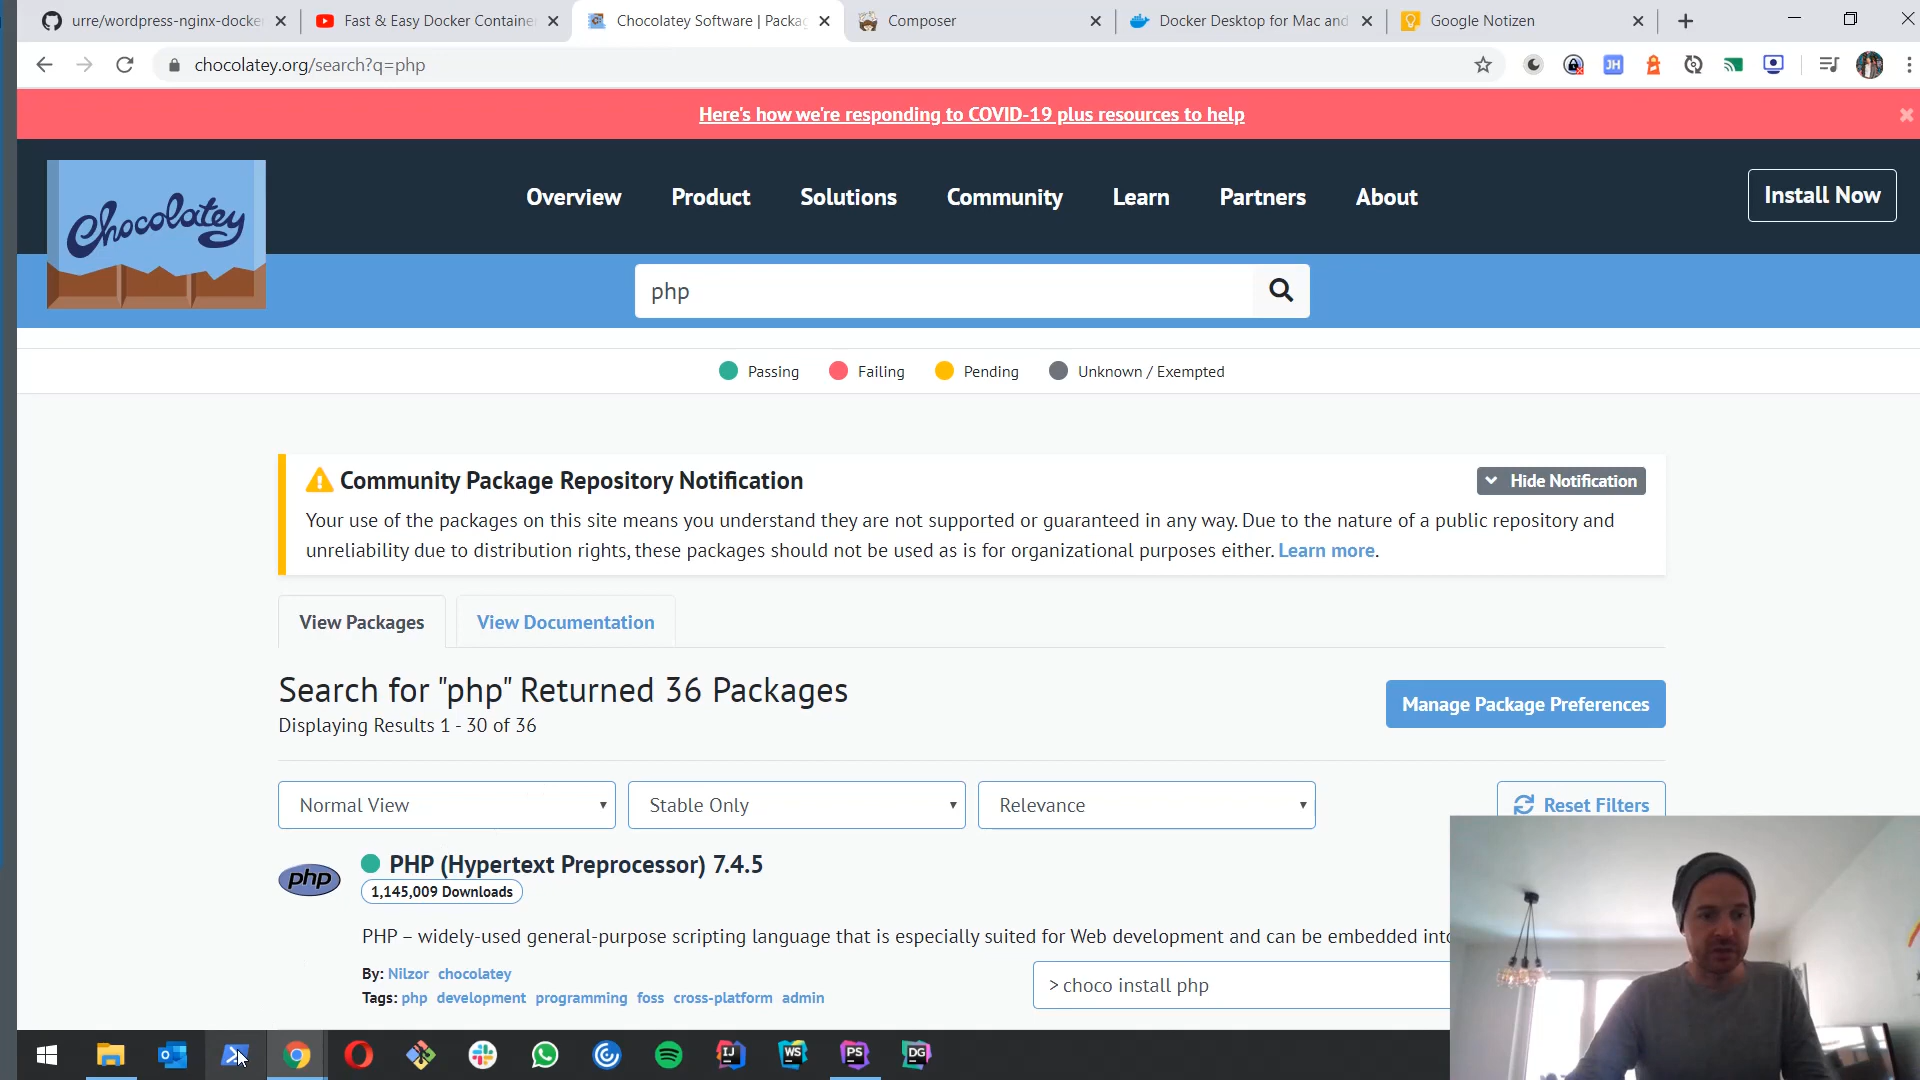 urre/wordpress-nginx-docke
Fast & Easy Docker Containe
Chocolatey Software | Packag
Composer
Docker Desktop for Mac and
Google Notizen
chocolatey.org/search?q=php
JH
Here's how we're responding to COVID-19 plus resources to help
Chocolatey
Overview
Product
Solutions
Community
Learn
Partners
About
Install Now
php
Passing
Failing
Pending
Unknown / Exempted
Community Package Repository Notification
Hide Notification
Your use of the packages on this site means you understand they are not supported or guaranteed in any way. Due to the nature of a public repository and
unreliability due to distribution rights, these packages should not be used as is for organizational purposes either. Learn more.
View Packages
View Documentation
Search for "php" Returned 36 Packages
Displaying Results 1 - 30 of 36
Manage Package Preferences
Normal View
Stable Only
Relevance
Reset Filters
php
PHP (Hypertext Preprocessor) 7.4.5
1,145,009 Downloads
PHP – widely-used general-purpose scripting language that is especially suited for Web development and can be embedded into
By: Nilzor chocolatey
Tags: php development programming foss cross-platform admin
> choco install php
IJ
WS
PS
DG